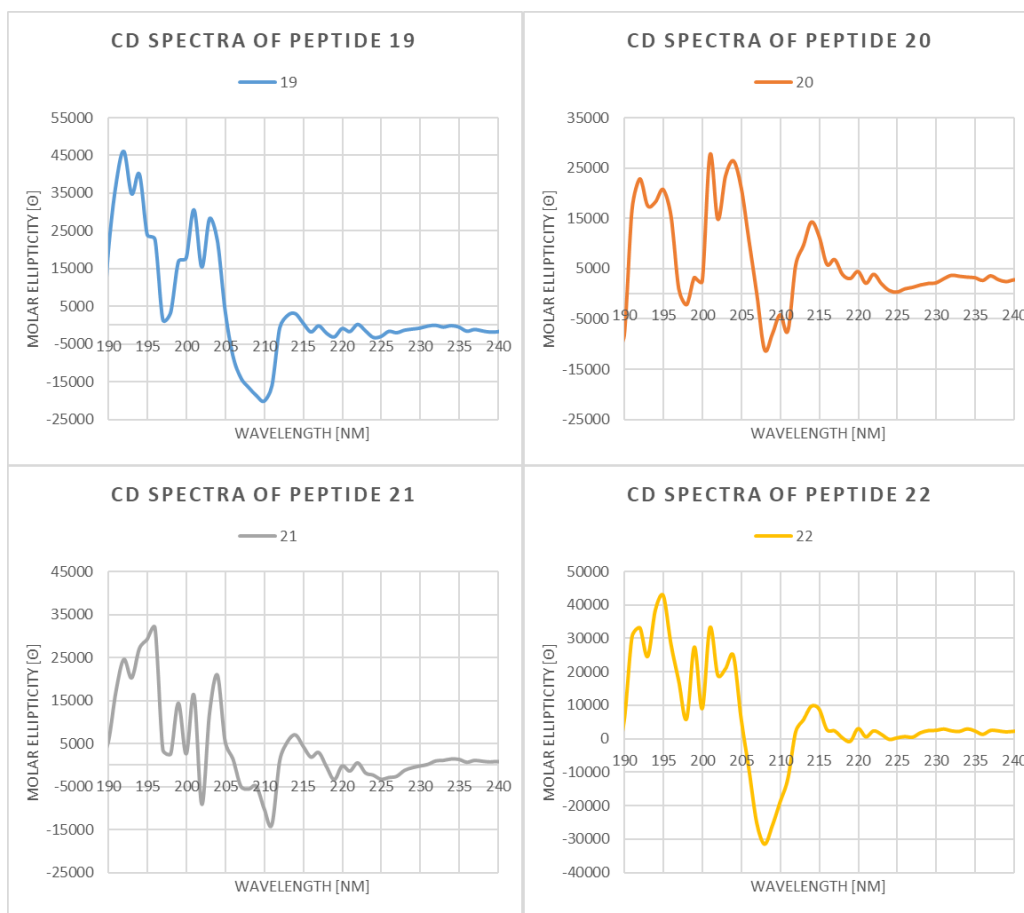 CD SPECTRA OF PEPTIDE 19
19
MOLAR ELLIPTICITY [Θ]
55000
45000
35000
25000
15000
5000
-5000
-15000
-25000
190 195 200 205 210 215 220 225 230 235 240
WAVELENGTH [NM]
CD SPECTRA OF PEPTIDE 20
20
MOLAR ELLIPTICITY [Θ]
35000
25000
15000
5000
-5000
-15000
-25000
190 195 200 205 210 215 220 225 230 235 240
WAVELENGTH [NM]
CD SPECTRA OF PEPTIDE 21
21
MOLAR ELLIPTICITY [Θ]
45000
35000
25000
15000
5000
-5000
-15000
-25000
190 195 200 205 210 215 220 225 230 235 240
WAVELENGTH [NM]
CD SPECTRA OF PEPTIDE 22
22
MOLAR ELLIPTICITY [Θ]
50000
40000
30000
20000
10000
0
-10000
-20000
-30000
-40000
190 195 200 205 210 215 220 225 230 235 240
WAVELENGTH [NM]